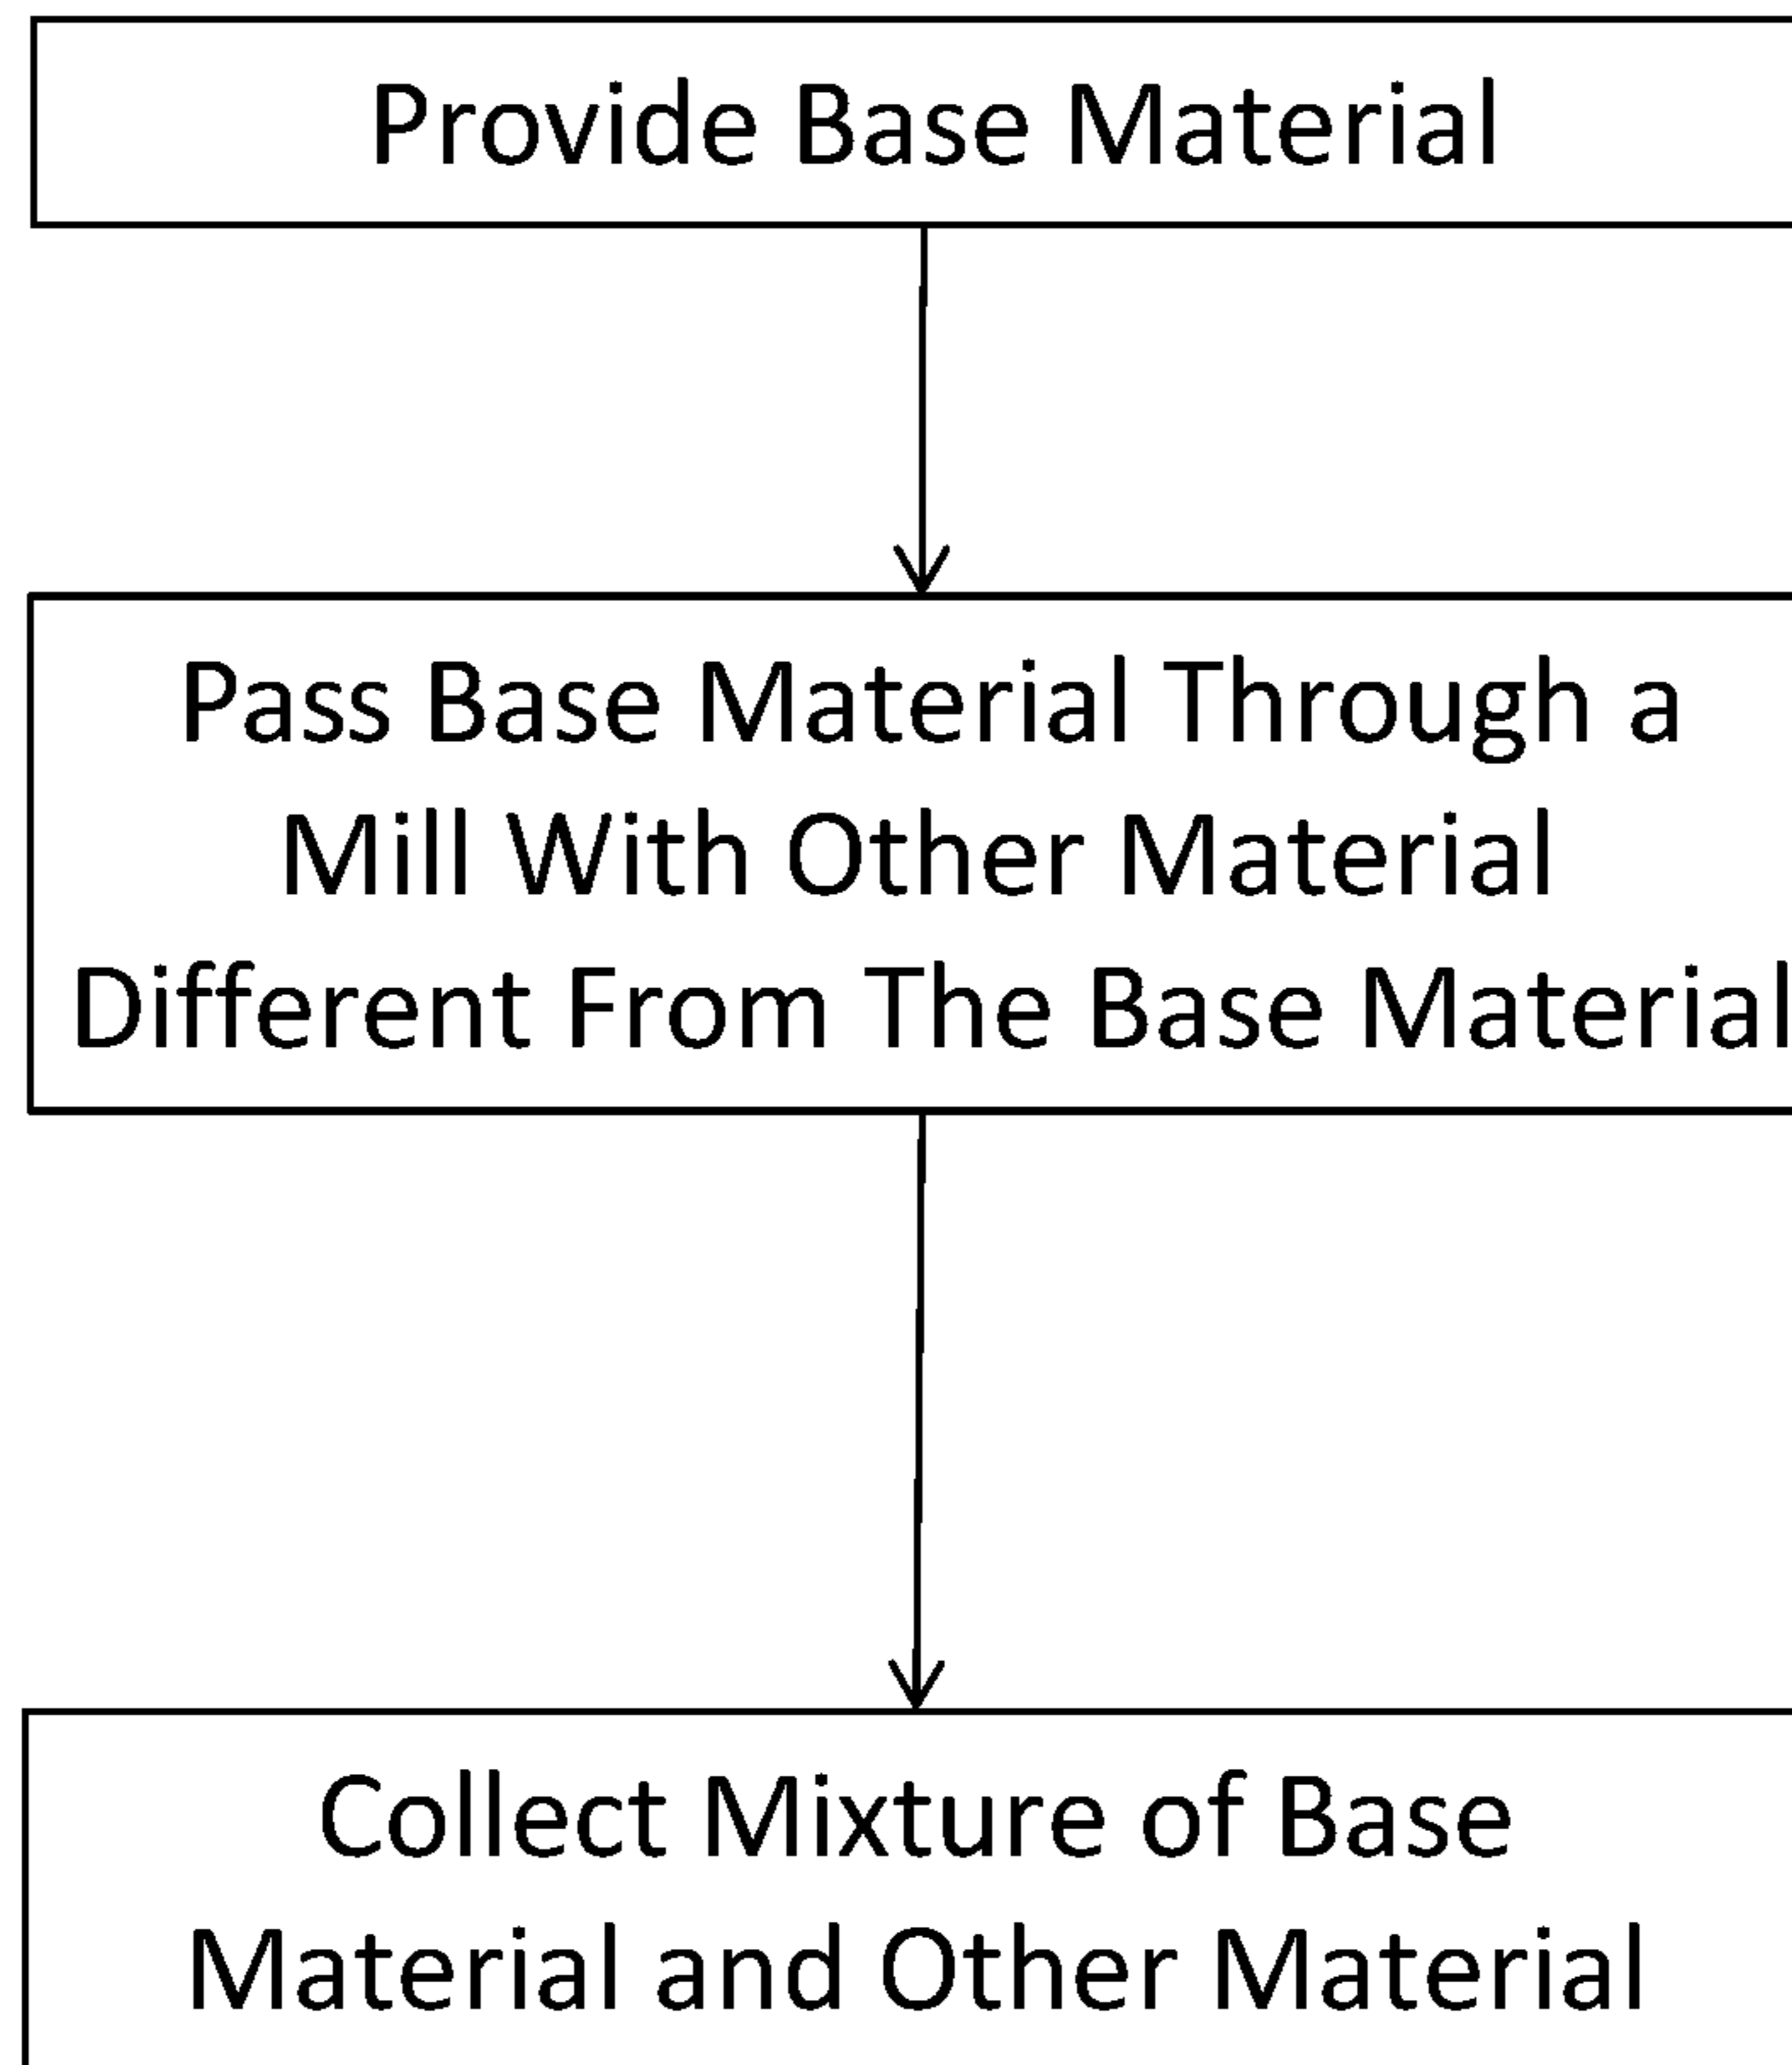 Provide Base Material
Pass Base Material Through a
Mill With Other Material
Different From The Base Material
Collect Mixture of Base
Material and Other Material